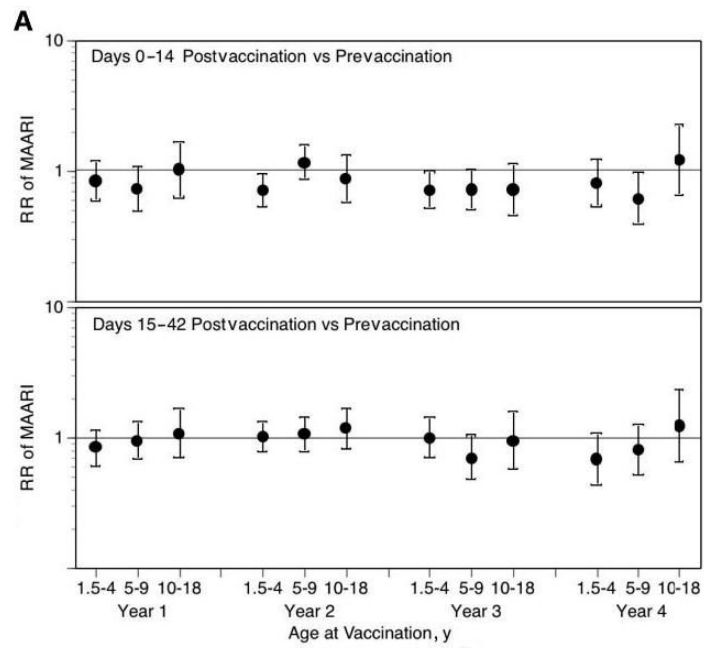 A
10
Days 0-14 Postvaccination vs Prevaccination
RR of MAARI
1
10
Days 15-42 Postvaccination vs Prevaccination
RR of MAARI
1
1.5-4 5-9 10-18 1.5-4 5-9 10-18 1.5-4 5-9 10-18 1.5-4 5-9 10-18
Year 1 Year 2 Year 3 Year 4
Age at Vaccination, y